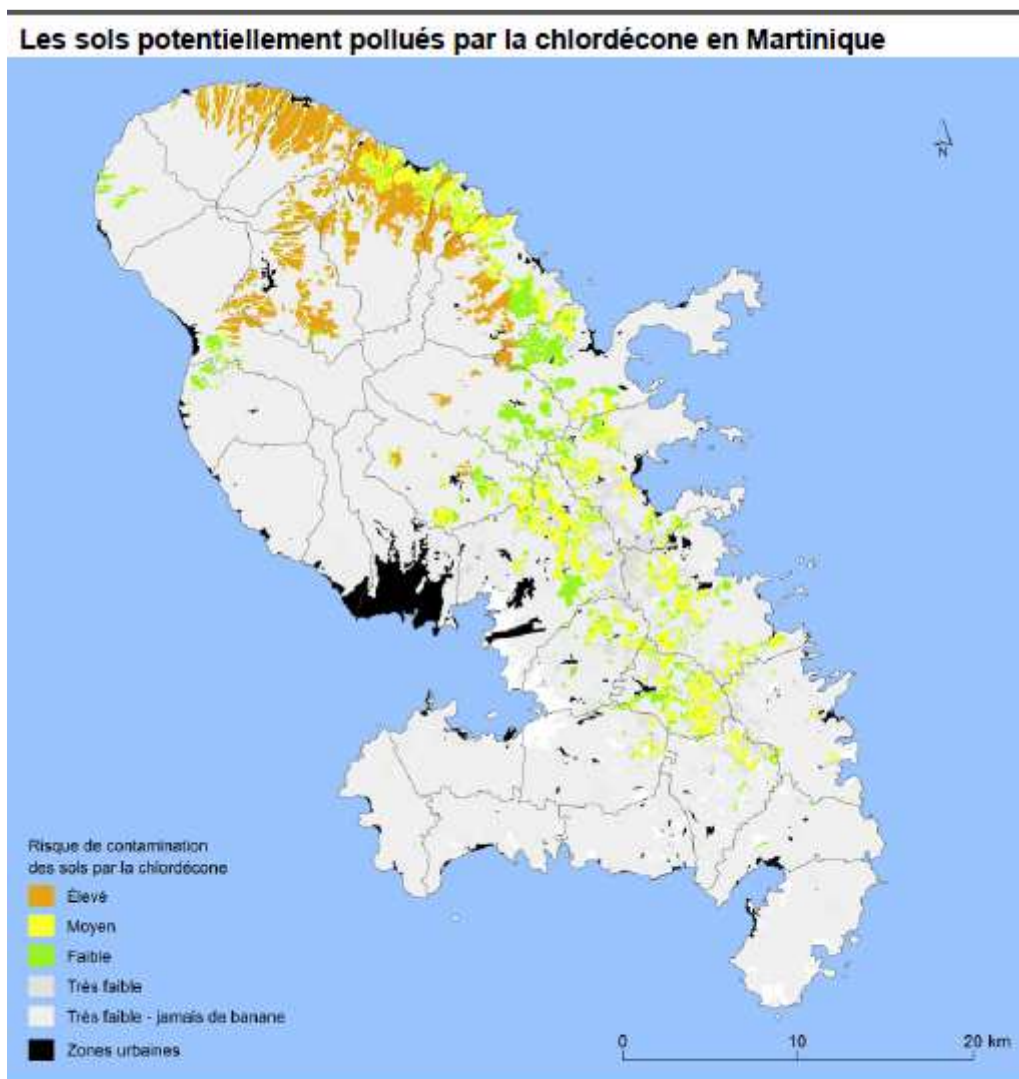 Les sols potentiellement pollués par la chlordécone en Martinique
N
Risque de contamination
des sols par la chlordécone
Élevé
Moyen
Faible
Très faible
Très faible - jamais de banane
Zones urbaines
0 10 20 km